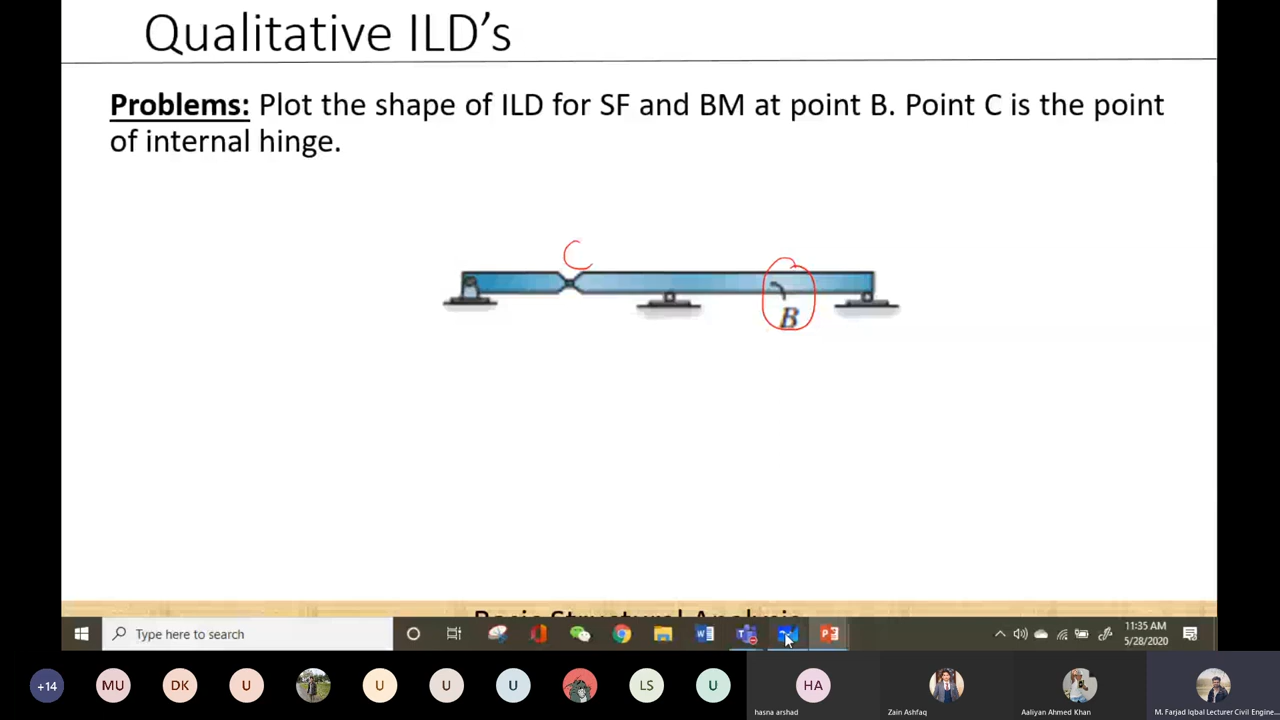 Qualitative ILD's
Problems: Plot the shape of ILD for SF and BM at point B. Point C is the point
of internal hinge.
C
B
Basic Structural Analysis
Type here to search
11:35 AM
5/28/2020
+14
MU
DK
U
U
U
U
LS
U
HA
hasna arshad
Zain Ashfaq
Aaliyan Ahmed Khan
M. Farjad Iqbal Lecturer Civil Engine...